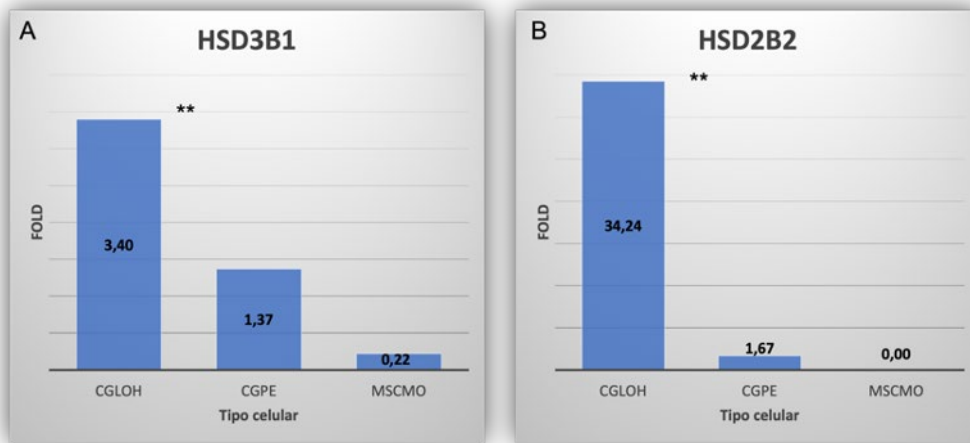 A
HSD3B1
**
FOLD
3,40
1,37
0,22
CGLOH CGPE MSCMO
Tipo celular
B
HSD2B2
**
FOLD
34,24
1,67
0,00
CGLOH CGPE MSCMO
Tipo celular